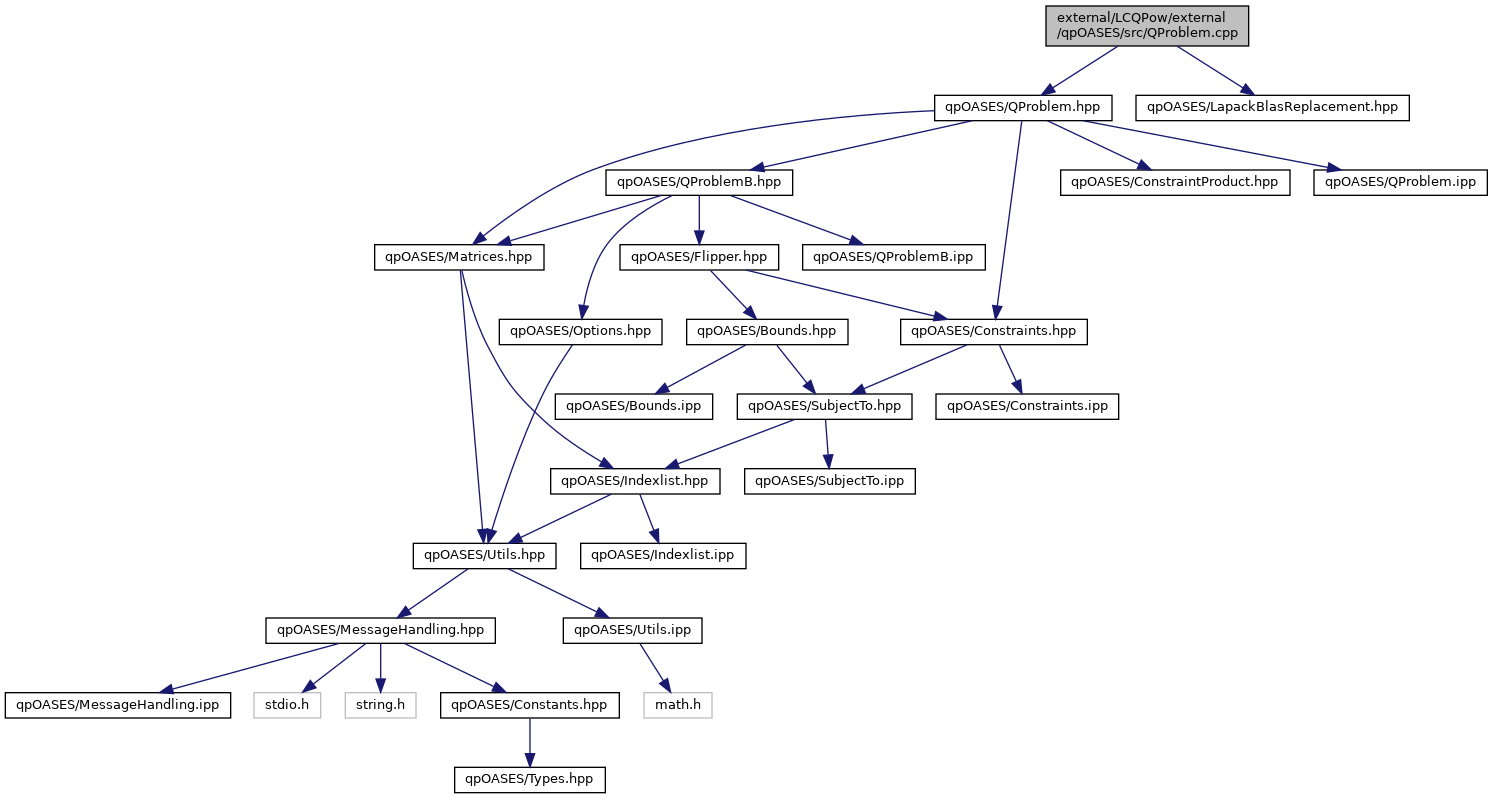 external/LCQPow/external
/qpOASES/src/QProblem.cpp
qpOASES/QProblem.hpp
qpOASES/LapackBlasReplacement.hpp
qpOASES/QProblemB.hpp
qpOASES/ConstraintProduct.hpp
qpOASES/QProblem.ipp
qpOASES/Matrices.hpp
qpOASES/Flipper.hpp
qpOASES/QProblemB.ipp
qpOASES/Options.hpp
qpOASES/Bounds.hpp
qpOASES/Constraints.hpp
qpOASES/Bounds.ipp
qpOASES/SubjectTo.hpp
qpOASES/Constraints.ipp
qpOASES/Indexlist.hpp
qpOASES/SubjectTo.ipp
qpOASES/Utils.hpp
qpOASES/Indexlist.ipp
qpOASES/MessageHandling.hpp
qpOASES/Utils.ipp
qpOASES/MessageHandling.ipp
stdio.h
string.h
qpOASES/Constants.hpp
math.h
qpOASES/Types.hpp